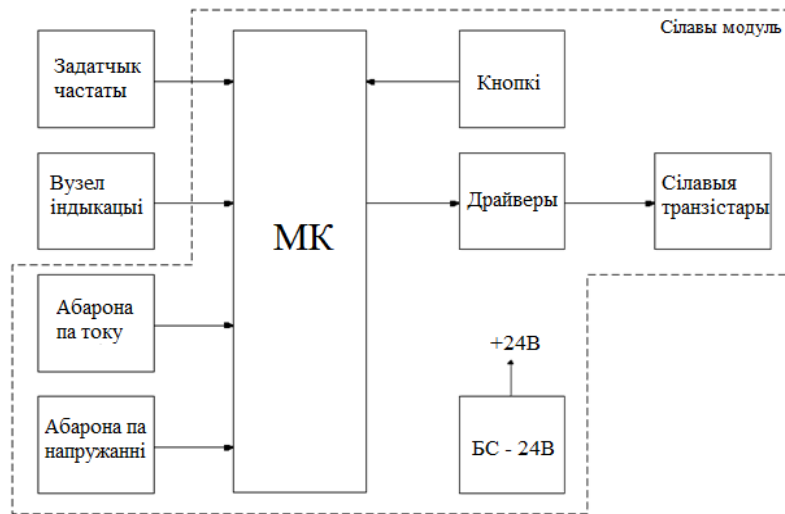 Сілавы модуль
Задатчык
частаты
Кнопкі
Вузел
індыкацыі
МК
Драйверы
Сілавыя
транзістары
Абарона
па току
+24В
Абарона па
напружанні
БС - 24В